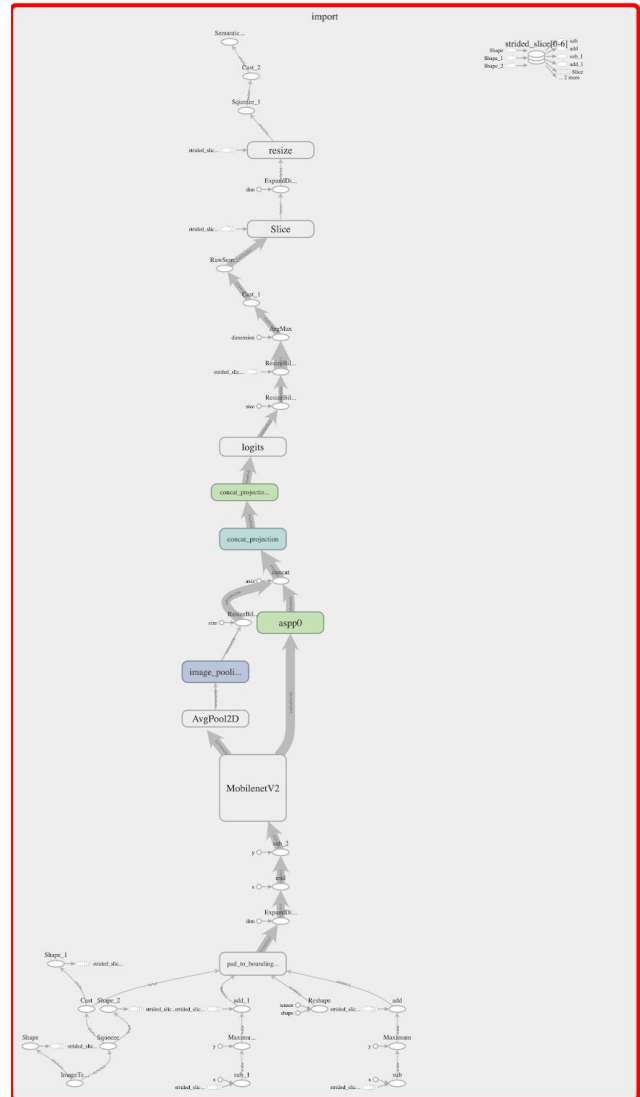 import
Semantic...
strided_slice[0-6]
Shape
Shape_1
Shape_2
sub
add
sub_1
add_1
Slice
... 2 more
Cast_2
Squeeze_1
strided_slic...
resize
ExpandDi...
dim
strided_slic...
Slice
RawSem...
Cast_1
ArgMax
dimension
ResizeBil...
strided_slic...
ResizeBil...
size
logits
concat_projectio...
concat_projection
concat
axis
ResizeBil...
size
aspp0
image_pooli...
AvgPool2D
MobilenetV2
sub_2
y
mul
x
ExpandDi...
dim
pad_to_bounding...
Shape_1
strided_slic...
Cast
Shape_2
strided_slic...
strided_slic...
add_1
Reshape
tensor
shape
strided_slic...
add
Shape
strided_slic...
Squeeze
y
Maximu...
y
Maximum
ImageTe...
x
strided_slic...
sub_1
x
strided_slic...
sub